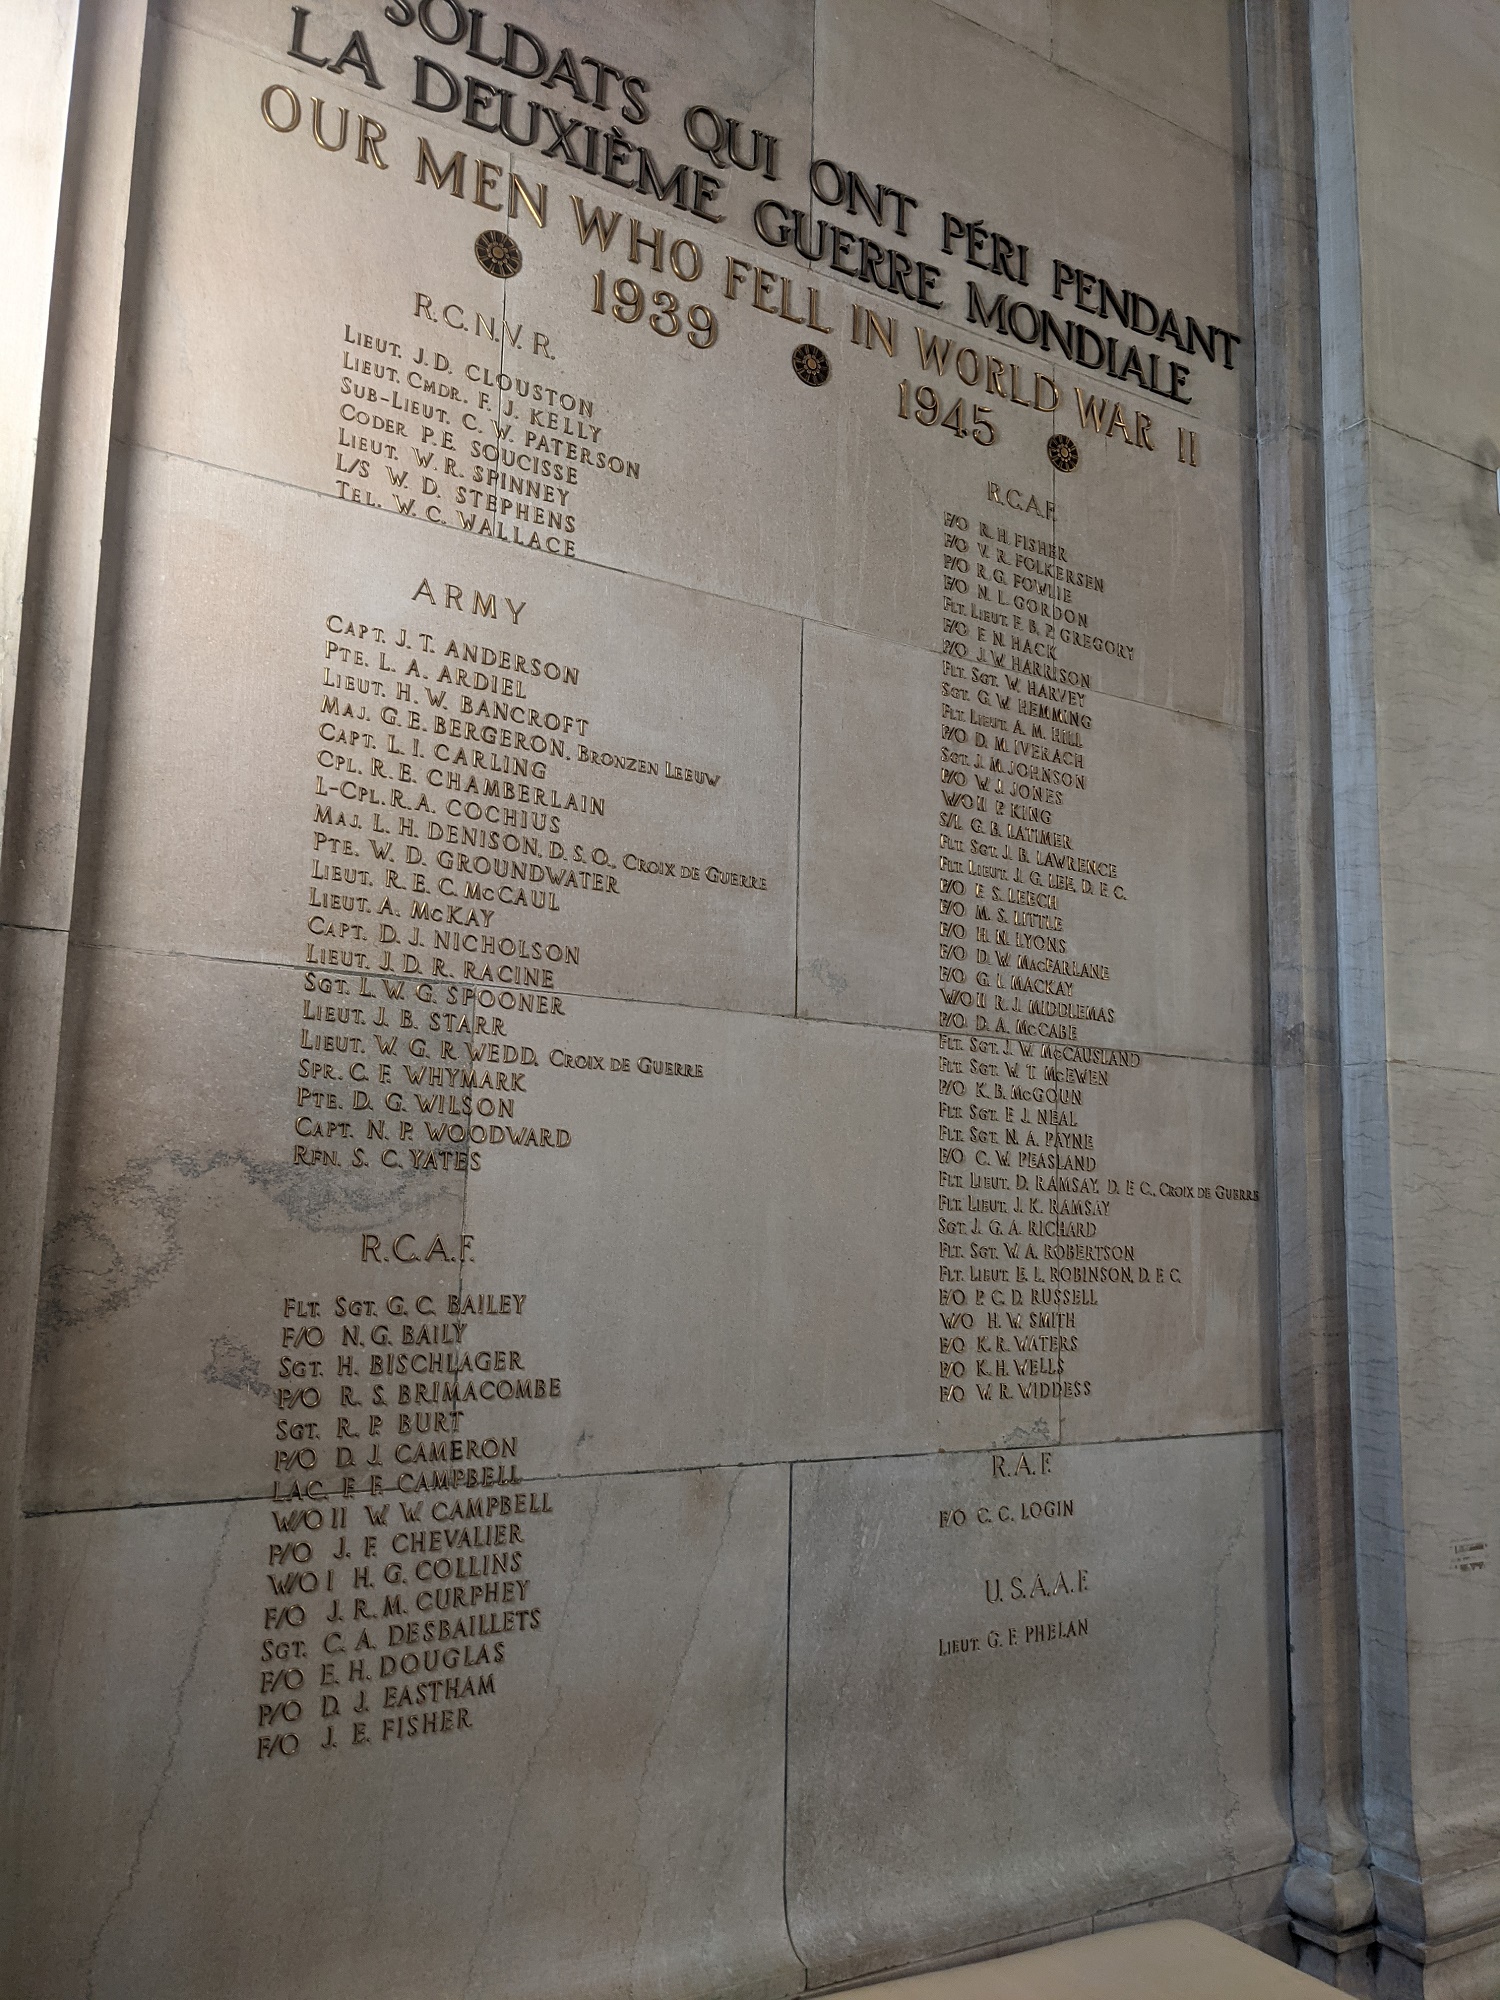 SOLDATS QUI ONT PÉRI PENDANT
LA DEUXIÈME GUERRE MONDIALE
OUR MEN WHO FELL IN WORLD WAR II
1939 1945
R.C.N.V.R.
LIEUT. J.D. CLOUSTON
LIEUT. CMDR. F. J. KELLY
SUB-LIEUT. C. W. PATERSON
CODER P.E. SOUCISSE
LIEUT. W.R. SPINNEY
L/S W. D. STEPHENS
TEL. W. C. WALLACE
ARMY
CAPT. J. T. ANDERSON
PTE. L. A. ARDIEL
LIEUT. H. W. BANCROFT
MAJ. G.E. BERGERON, BRONZEN LEEUW
CAPT. L. I. CARLING
CPL. R.E. CHAMBERLAIN
L-CPL. R.A. COCHIUS
MAJ. L. H. DENISON, D.S.O., CROIX DE GUERRE
PTE. W. D. GROUNDWATER
LIEUT. R. E. C. McCAUL
LIEUT. A. McKAY
CAPT. D. J. NICHOLSON
LIEUT. J. D. R. RACINE
SGT. L. W. G. SPOONER
LIEUT. J. B. STARR
LIEUT. W. G. R. WEDD, CROIX DE GUERRE
SPR. C. F. WHYMARK
PTE. D. G. WILSON
CAPT. N. P. WOODWARD
RFN. S. C. YATES
R.C.A.F.
FLT. SGT. G. C. BAILEY
F/O N. G. BAILY
SGT. H. BISCHLAGER
P/O R. S. BRIMACOMBE
SGT. R. P. BURT
P/O D. J. CAMERON
LAC. F. F. CAMPBELL
W/O II W. W. CAMPBELL
P/O J. F. CHEVALIER
W/O I H. G. COLLINS
F/O J. R. M. CURPHEY
SGT. C. A. DESBAILLETS
F/O E. H. DOUGLAS
P/O D. J. EASTHAM
F/O J. E. FISHER
R.C.A.F.
F/O R. H. FISHER
F/O V. R. FOLKERSEN
P/O R. G. FOWLIE
F/O N. L. GORDON
FLT. LIEUT. F. B. P. GREGORY
F/O F. N. HACK
P/O J. W. HARRISON
FLT. SGT. W. HARVEY
SGT. G. W. HEMMING
FLT. LIEUT. A. M. HILL
P/O D. M. IVERACH
SGT. J. M. JOHNSON
P/O W. J. JONES
W/O II P. KING
S/L G. B. LATIMER
FLT. SGT. J. B. LAWRENCE
FLT. LIEUT. J. G. LEE, D. F. C.
F/O F. S. LEECH
F/O M. S. LITTLE
F/O H. N. LYONS
F/O D. W. MacFARLANE
F/O G. I. MACKAY
W/O II R. J. MIDDLEMAS
P/O D. A. McCABE
FLT. SGT. J. W. McCAUSLAND
FLT. SGT. W. T. McEWEN
P/O K. B. McGOUN
FLT. SGT. F. J. NEAL
FLT. SGT. N. A. PAYNE
F/O C. W. PEASLAND
FLT. LIEUT. D. RAMSAY, D. F. C., CROIX DE GUERRE
FLT. LIEUT. J. K. RAMSAY
SGT. J. G. A. RICHARD
FLT. SGT. W. A. ROBERTSON
FLT. LIEUT. E. L. ROBINSON, D. F. C.
F/O P. C. D. RUSSELL
W/O H. W. SMITH
F/O K. R. WATERS
P/O K. H. WELLS
F/O W. R. WIDDESS
R.A.F.
F/O C. C. LOGIN
U.S.A.A.F.
LIEUT. G. F. PHELAN